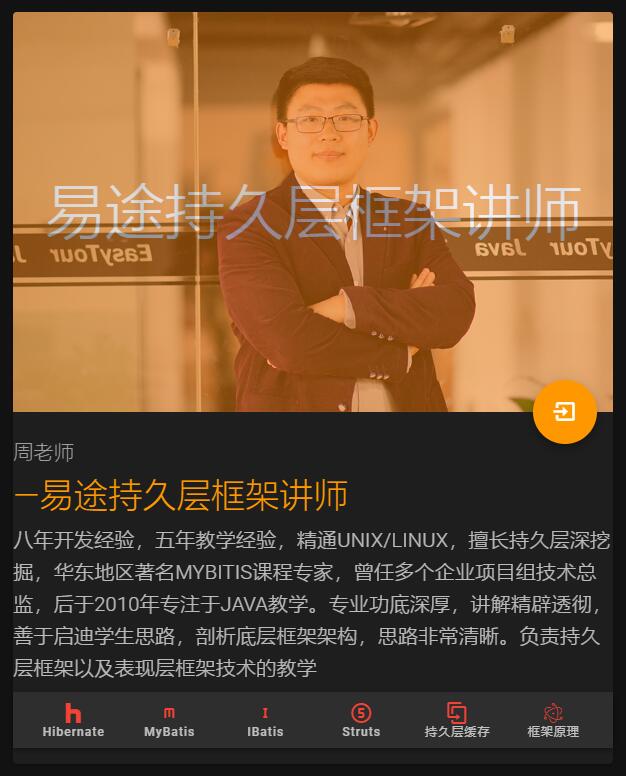 易途持久层框架讲师
EasyTour
Java
周老师
—易途持久层框架讲师
八年开发经验，五年教学经验，精通UNIX/LINUX，擅长持久层深挖
掘，华东地区著名MYBITIS课程专家，曾任多个企业项目组技术总
监，后于2010年专注于JAVA教学。专业功底深厚，讲解精辟透彻，
善于启迪学生思路，剖析底层框架架构，思路非常清晰。负责持久
层框架以及表现层框架技术的教学
Hibernate MyBatis IBatis Struts 持久层缓存 框架原理